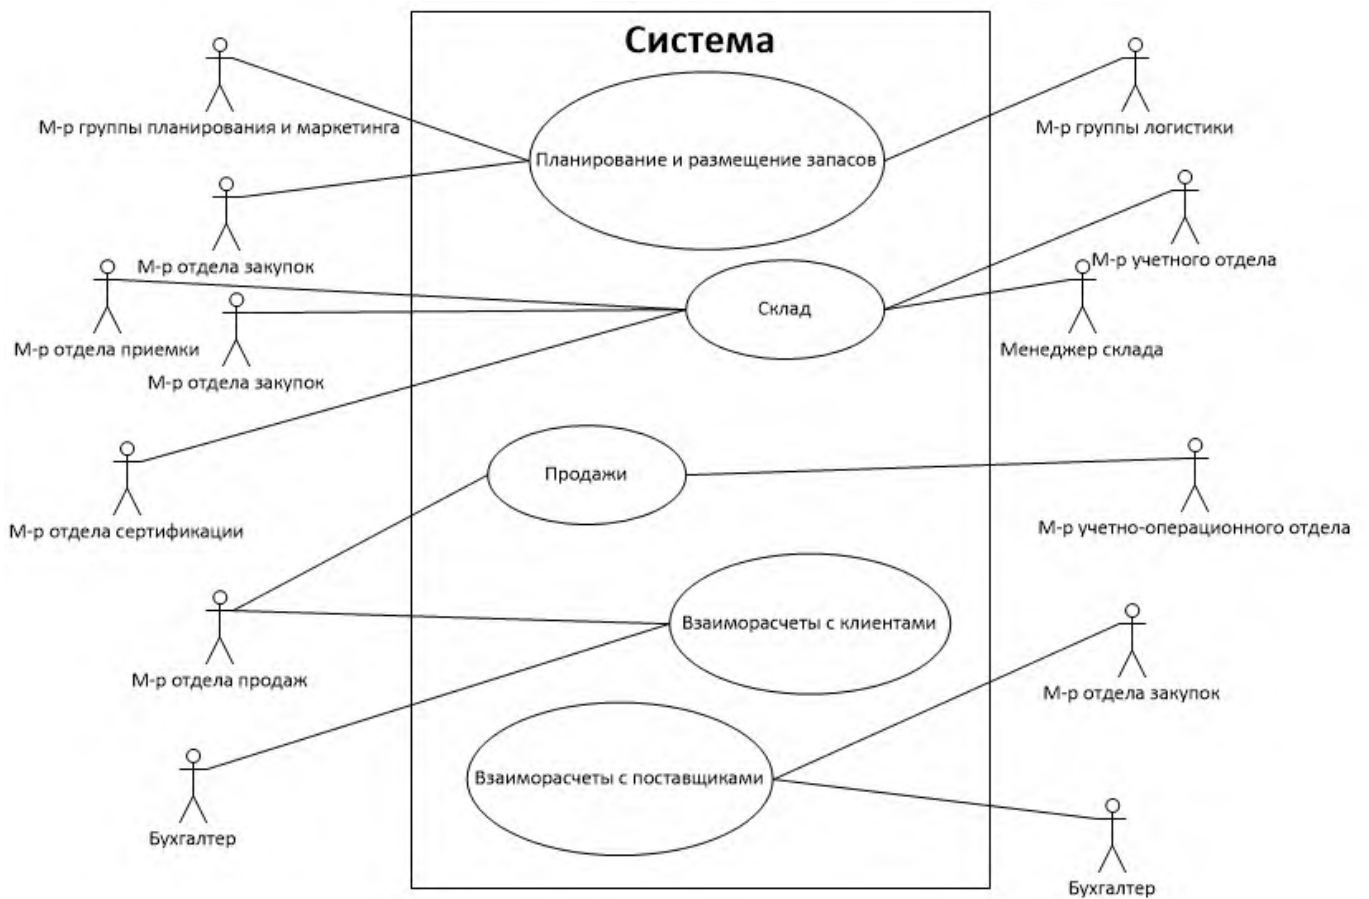 Система
М-р группы планирования и маркетинга
М-р группы логистики
Планирование и размещение запасов
М-р отдела закупок
М-р учетного отдела
Склад
М-р отдела приемки
Менеджер склада
М-р отдела закупок
Продажи
М-р отдела сертификации
М-р учетно-операционного отдела
Взаиморасчеты с клиентами
М-р отдела продаж
М-р отдела закупок
Взаиморасчеты с поставщиками
Бухгалтер
Бухгалтер